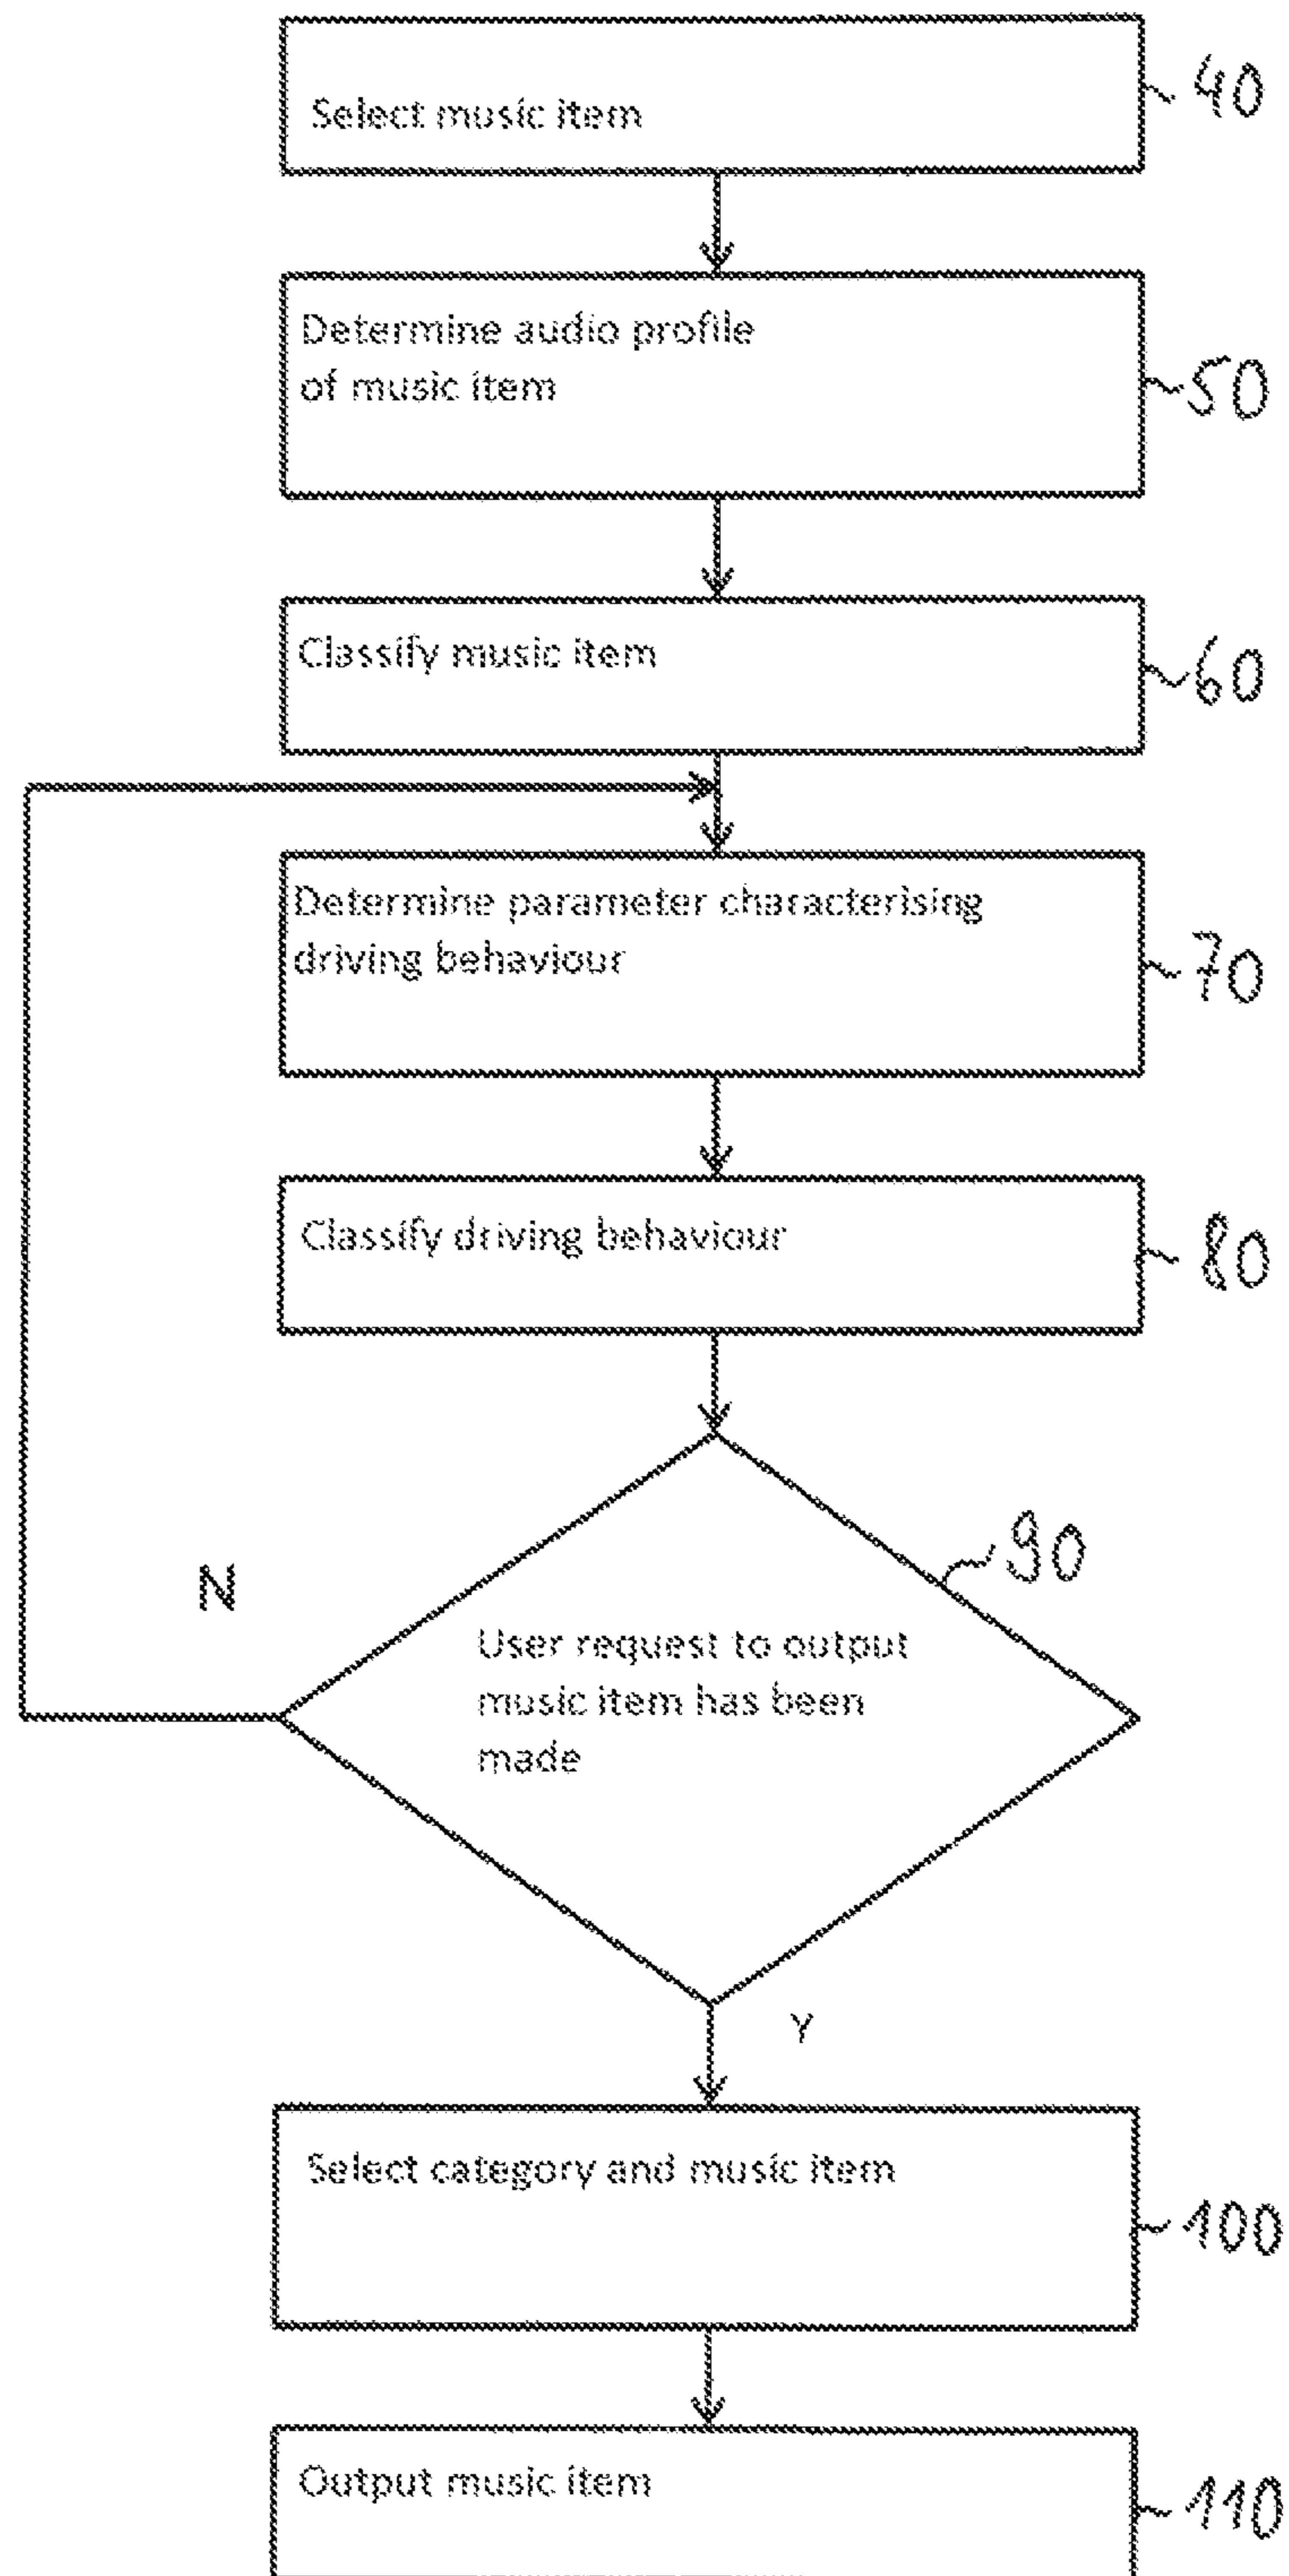 Select music item
40
Determine audio profile
of music item
50
Classify music item
60
Determine parameter characterising
driving behaviour
70
Classify driving behaviour
80
90
N
User request to output
music item has been
made
Y
Select category and music item
100
Output music item
110